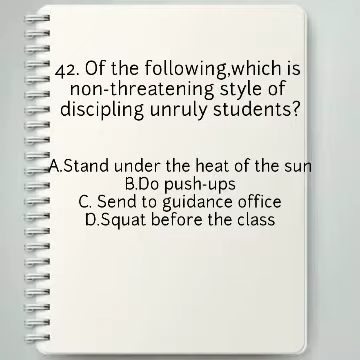 42. Of the following,which is
non-threatening style of
discipling unruly students?
A.Stand under the heat of the sun
B.Do push-ups
C. Send to guidance office
D.Squat before the class